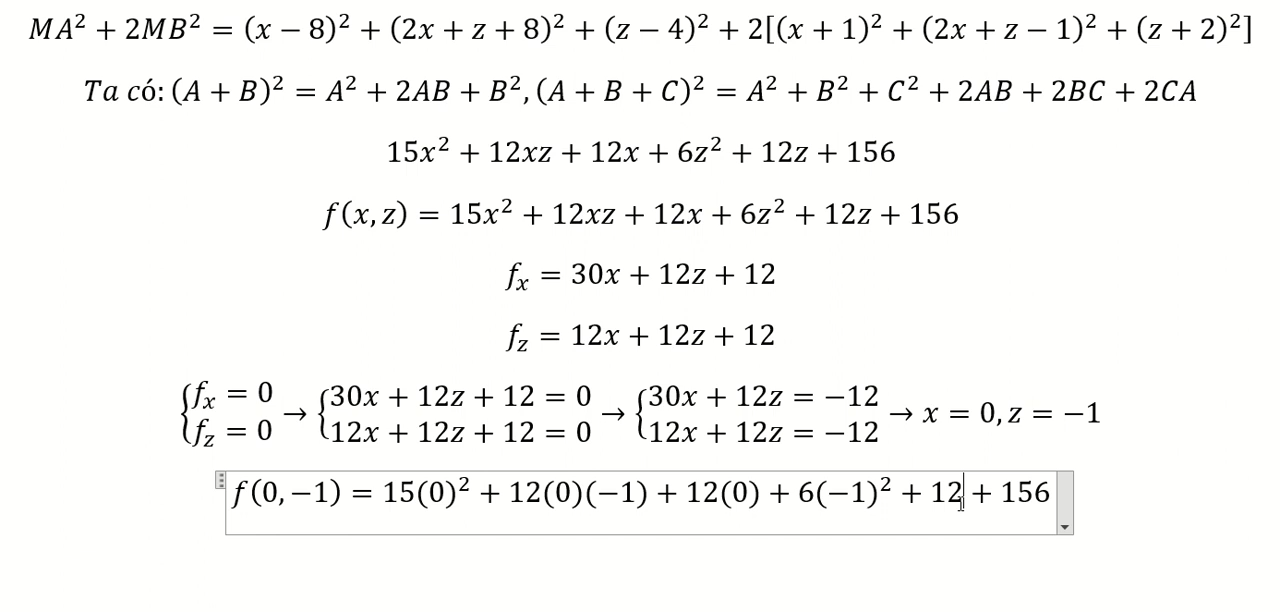 MA² + 2MB² = (x − 8)² + (2x + z + 8)² + (z − 4)² + 2[(x + 1)² + (2x + z − 1)² + (z + 2)²]
Ta có: (A + B)² = A² + 2AB + B², (A + B + C)² = A² + B² + C² + 2AB + 2BC + 2CA
15x² + 12xz + 12x + 6z² + 12z + 156
f(x, z) = 15x² + 12xz + 12x + 6z² + 12z + 156
fₓ = 30x + 12z + 12
f_z = 12x + 12z + 12
{fₓ = 0 → {30x + 12z + 12 = 0 → {30x + 12z = −12 → x = 0, z = −1
{f_z = 0 {12x + 12z + 12 = 0 {12x + 12z = −12
f(0, −1) = 15(0)² + 12(0)(−1) + 12(0) + 6(−1)² + 12 + 156